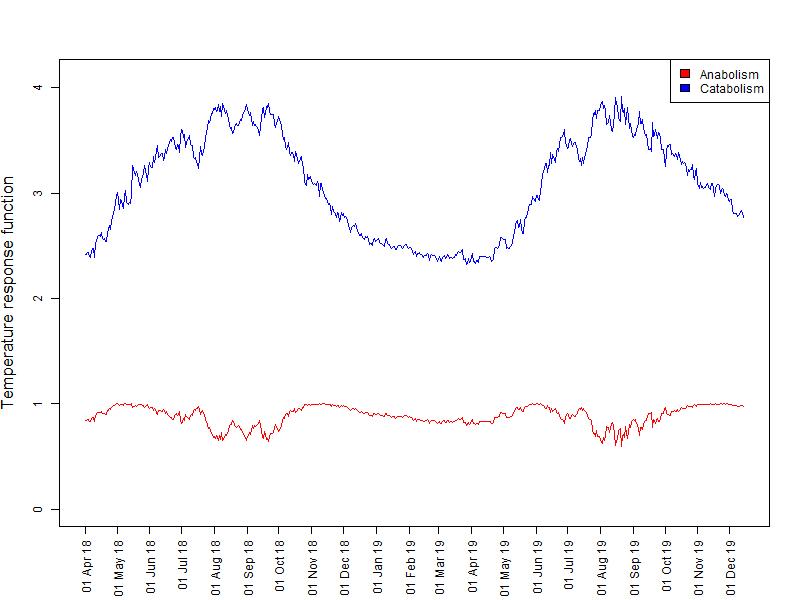 Anabolism
Catabolism
Temperature response function
4
3
2
1
0
01 Apr 18
01 May 18
01 Jun 18
01 Jul 18
01 Aug 18
01 Sep 18
01 Oct 18
01 Nov 18
01 Dec 18
01 Jan 19
01 Feb 19
01 Mar 19
01 Apr 19
01 May 19
01 Jun 19
01 Jul 19
01 Aug 19
01 Sep 19
01 Oct 19
01 Nov 19
01 Dec 19